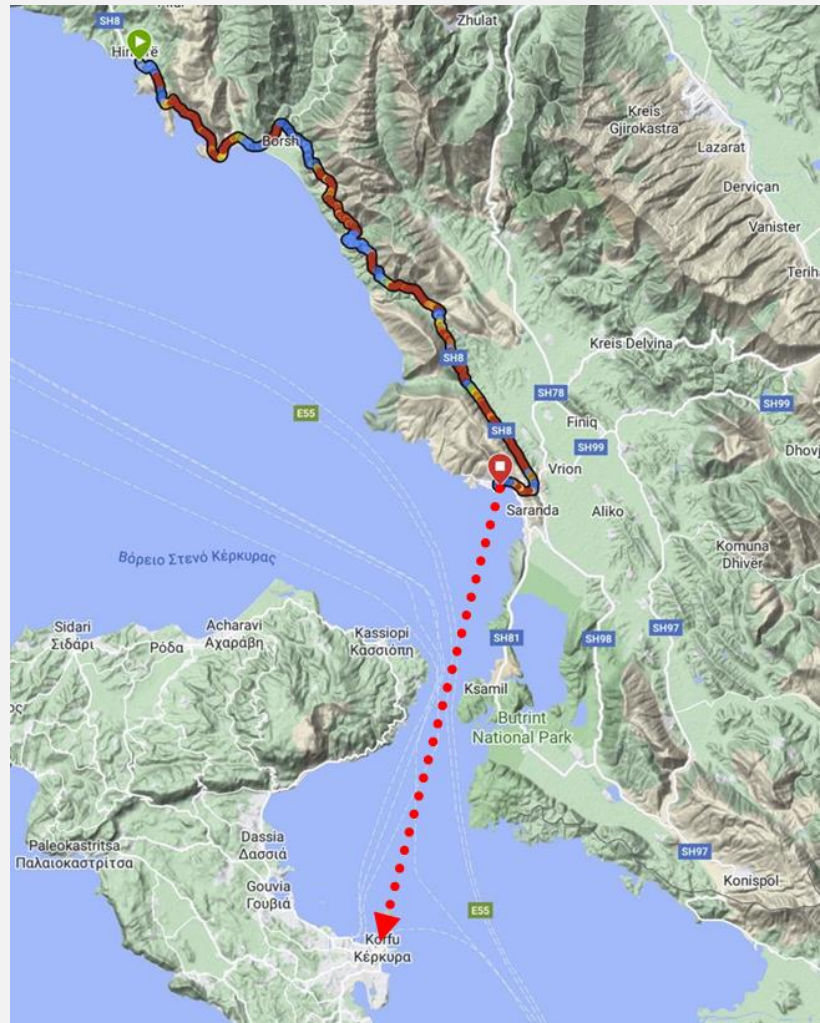 SH8
Zhulat
Himarë
Kreis
Gjirokastra
Lazarat
Borsh
Derviçan
Vanister
Kreis Delvina
SH8
SH78
SH99
E55
Finiq
SH8
SH99
Vrion
Saranda
Aliko
Βόρειο Στενό Κέρκυρας
Komuna
Dhivër
Sidari
Σιδάρι
Ρόδα
Acharavi
Αχαράβη
Kassiopi
Κασσιόπη
SH81
SH98
SH97
Ksamil
Butrint
National Park
Dassia
Δασσιά
Paleokastritsa
Παλαιοκαστρίτσα
Gouvia
Γουβιά
SH97
Konispol
E55
Korfu
Κέρκυρα